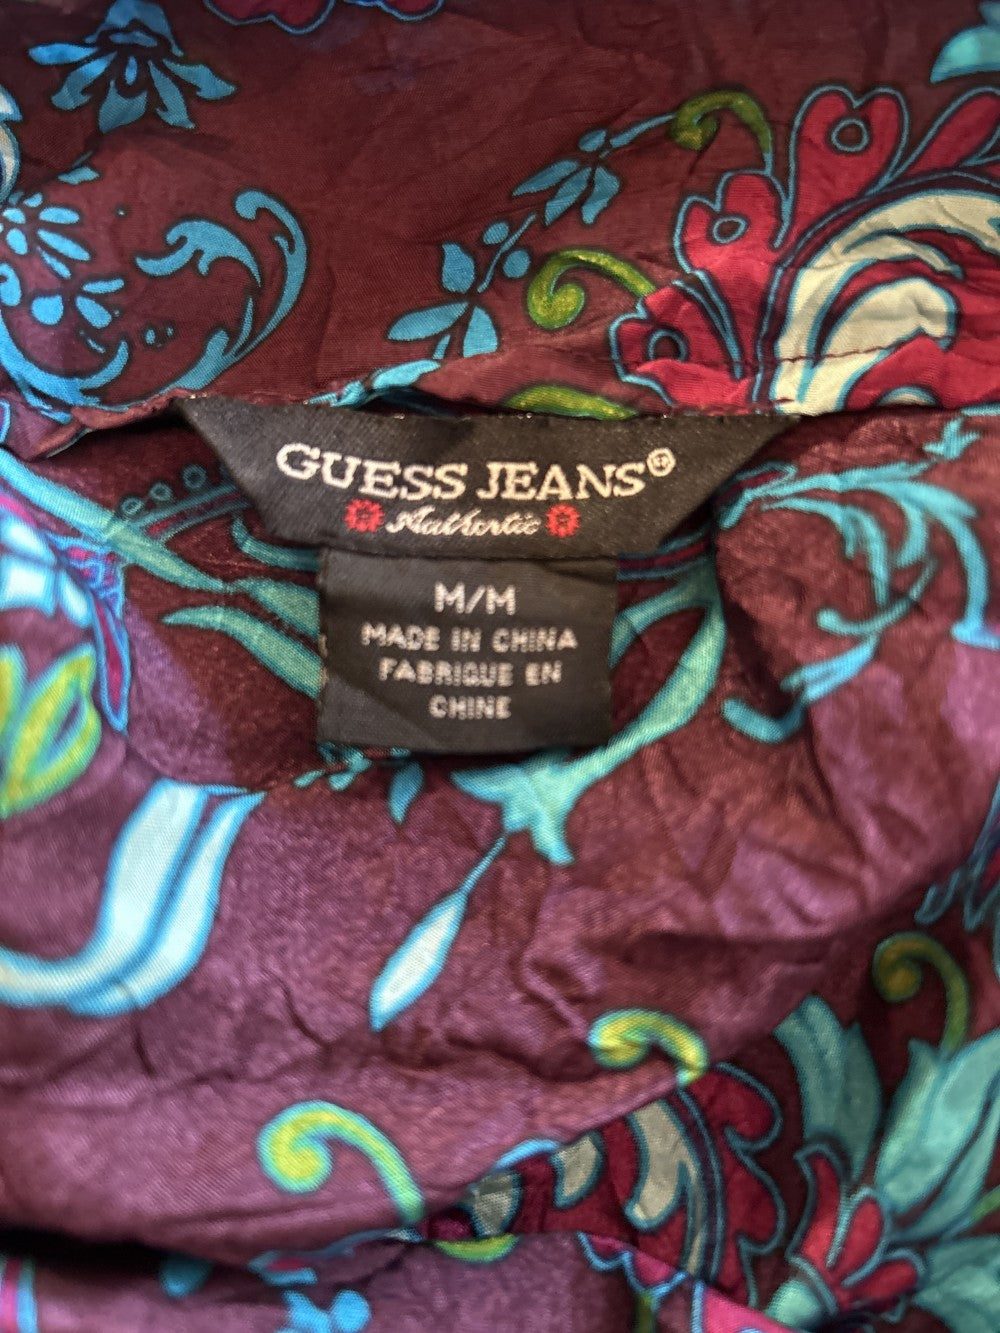 GUESS JEANS®
Authentic
M/M
MADE IN CHINA
FABRIQUE EN
CHINE